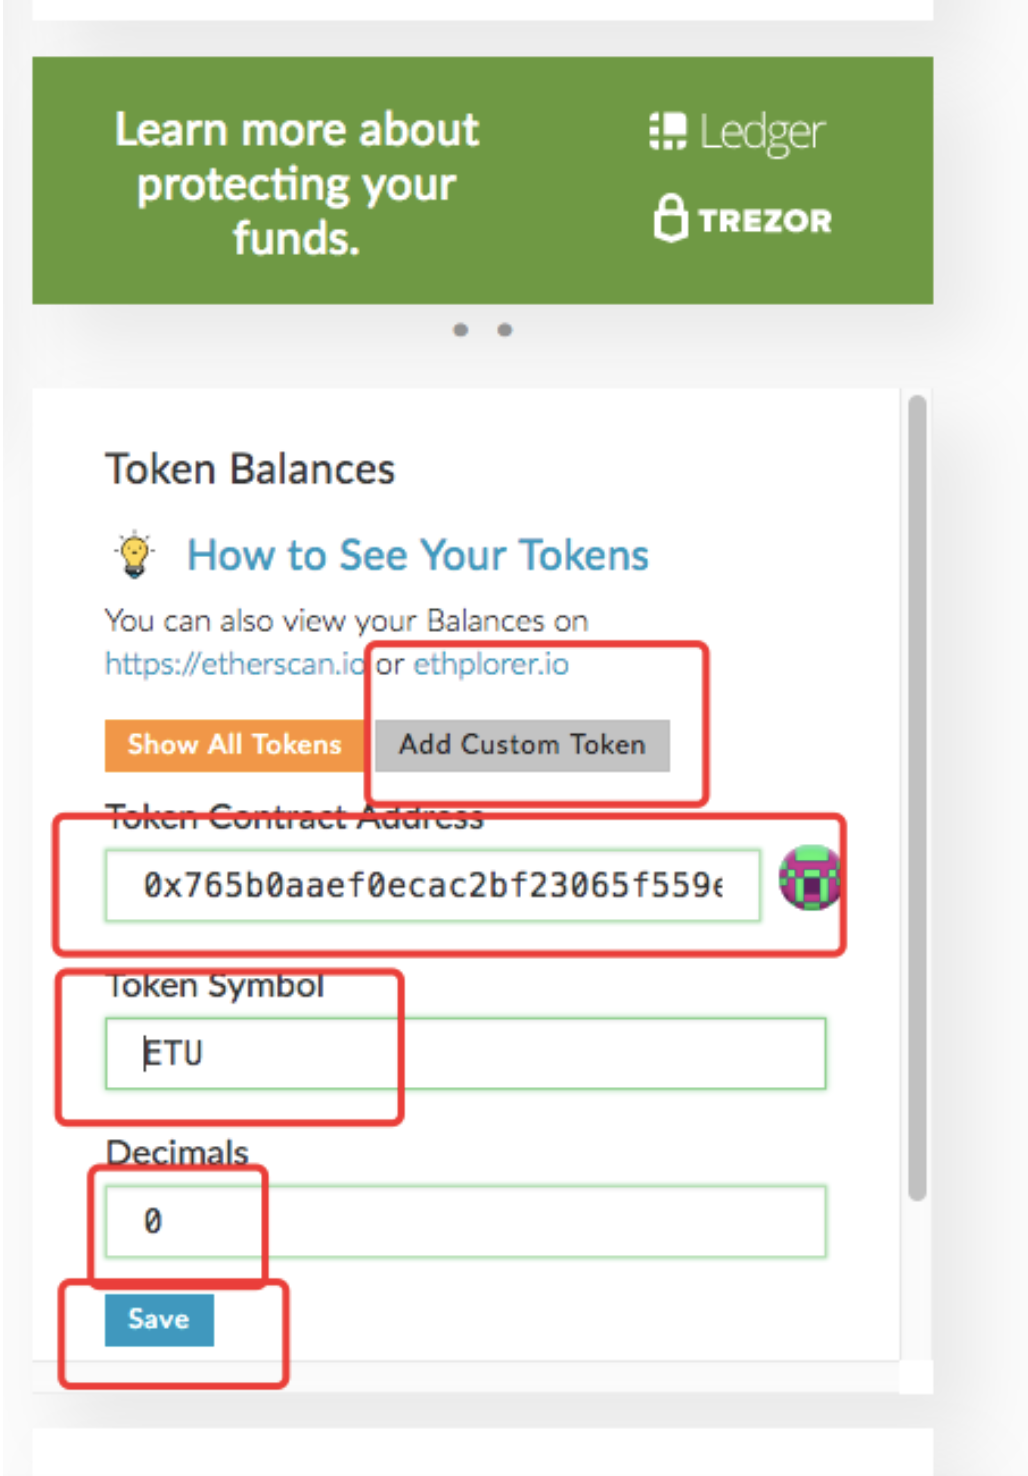 Learn more about
protecting your
funds.
Ledger
TREZOR
Token Balances
How to See Your Tokens
You can also view your Balances on
https://etherscan.io or ethplorer.io
Show All Tokens
Add Custom Token
Token Contract Address
0x765b0aaef0ecac2bf23065f559e
Token Symbol
ETU
Decimals
0
Save